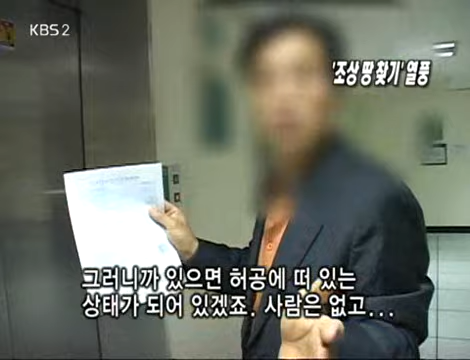 KBS2
'조상 땅 찾기' 열풍
그러니까 있으면 허공에 떠 있는
상태가 되어 있겠죠. 사람은 없고...